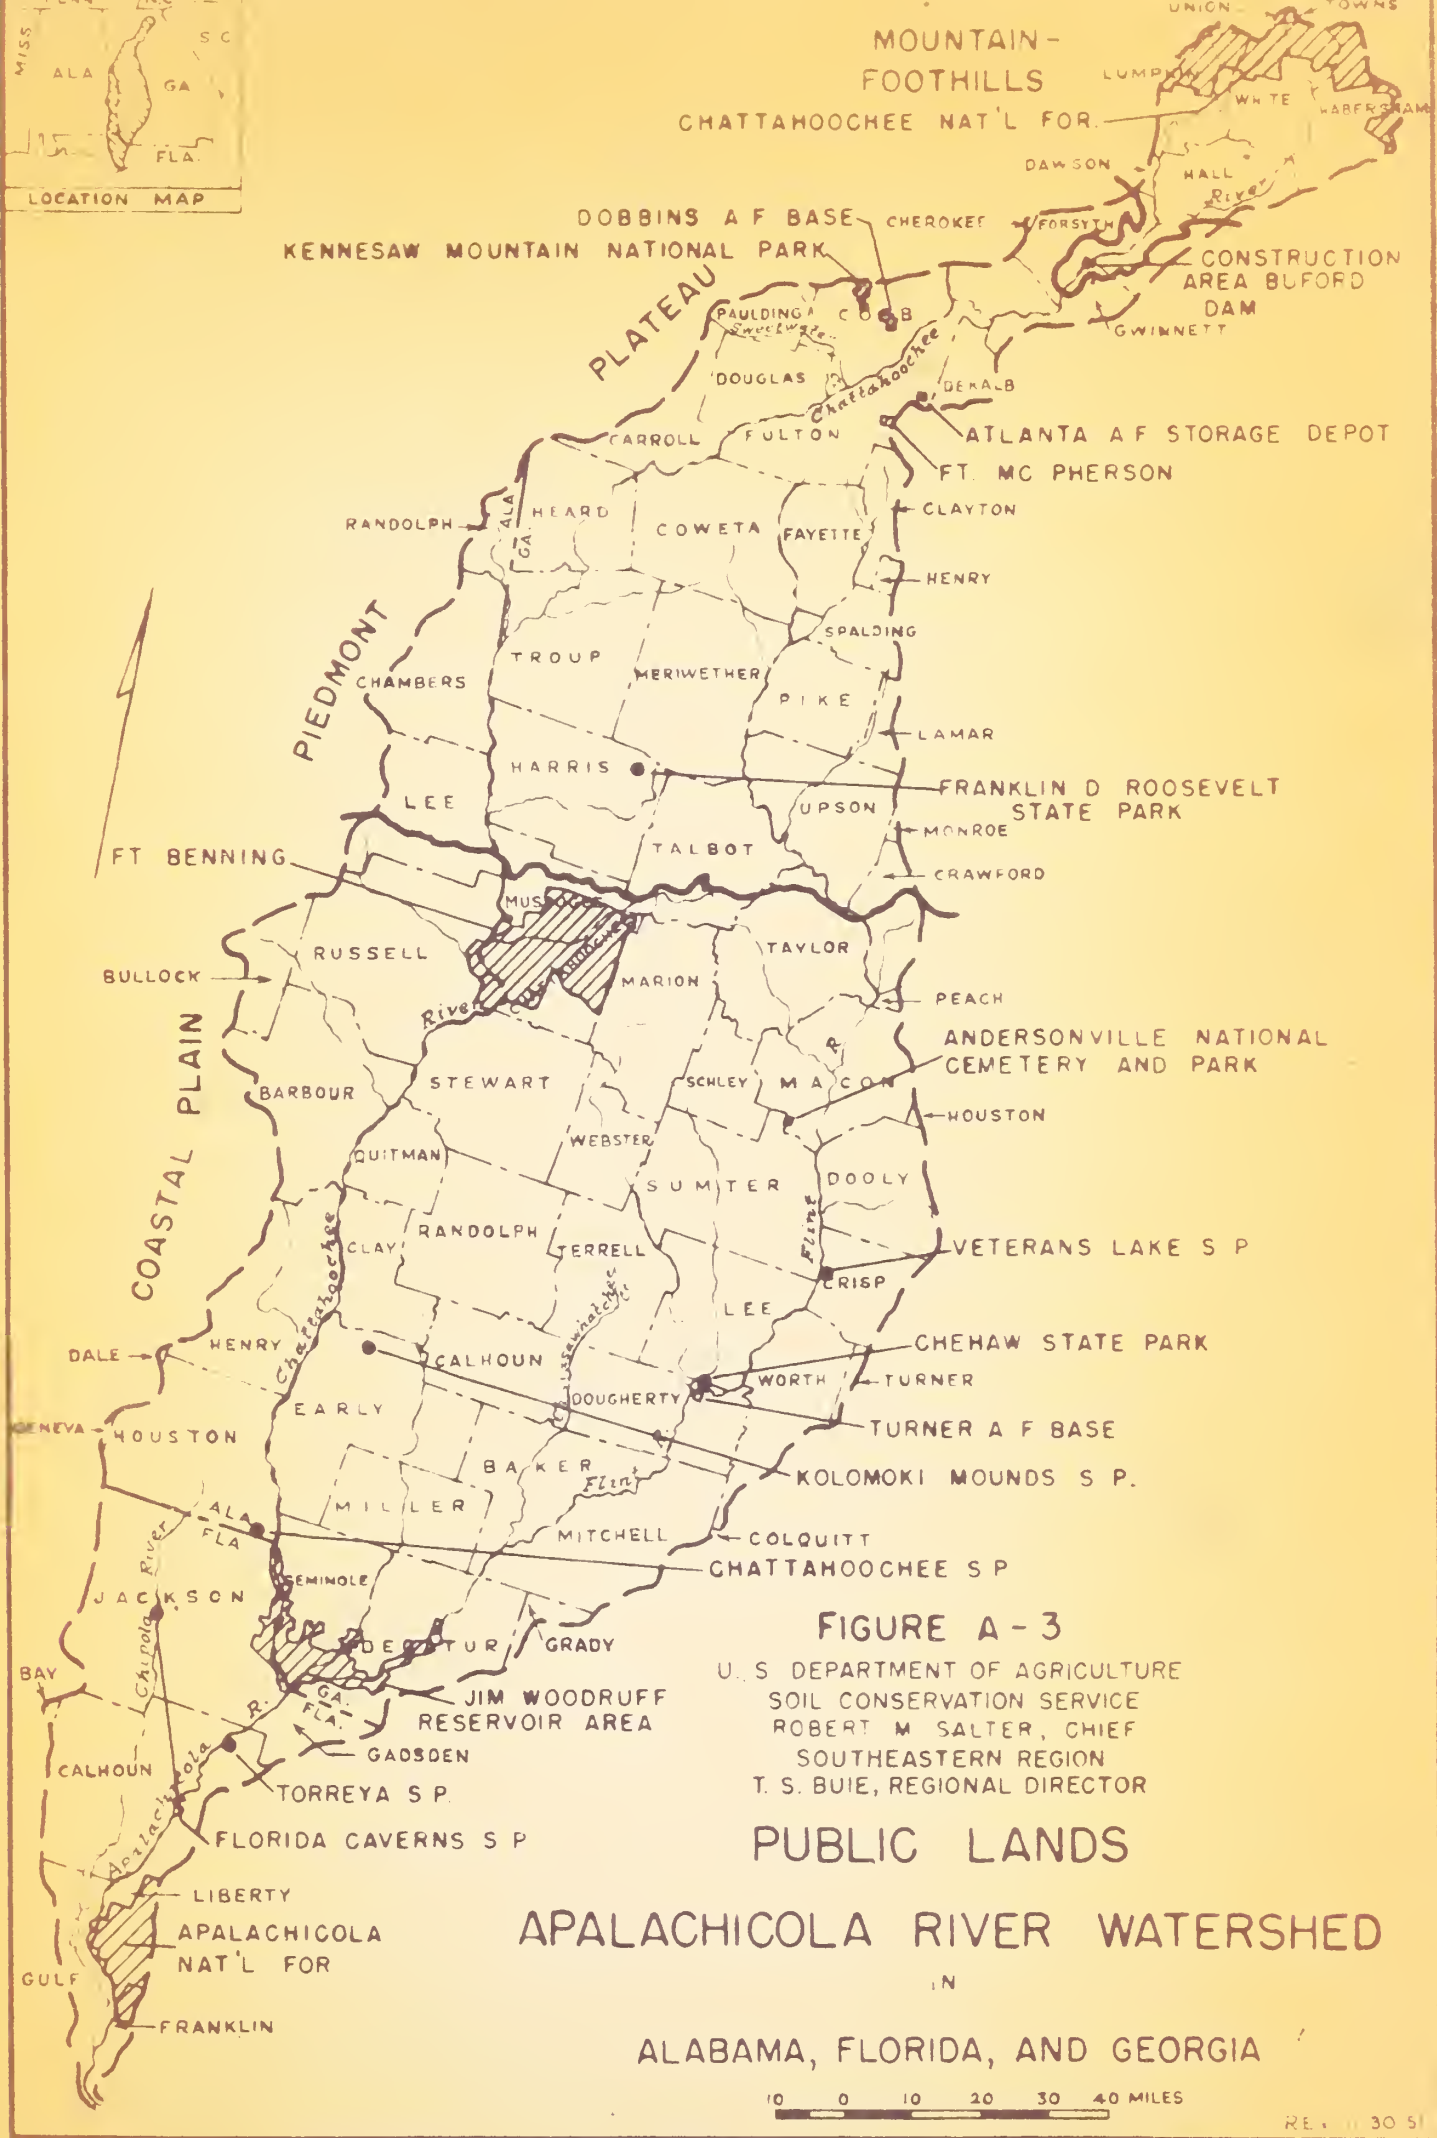 MISS
ALA
GA
S C
FLA.
LOCATION MAP
UNION
TOWNS
MOUNTAIN-
FOOTHILLS
CHATTAHOOCHEE NAT'L FOR.
WHITE
HABERSHAM
DAWSON
HALL
River
DOBBINS A F BASE
CHEROKEE
FORSYTH
KENNESAW MOUNTAIN NATIONAL PARK
CONSTRUCTION
AREA BUFORD
DAM
GWINNETT
PLATEAU
PAULDING
COBB
Sweetwater
DOUGLAS
Chattahoochee
DEKALB
CARROLL
FULTON
ATLANTA A F STORAGE DEPOT
FT. MC PHERSON
RANDOLPH
ALA
GA.
HEARD
COWETA
FAYETTE
CLAYTON
HENRY
SPALDING
PIEDMONT
CHAMBERS
TROUP
MERIWETHER
PIKE
LAMAR
LEE
HARRIS
FRANKLIN D ROOSEVELT
STATE PARK
UPSON
MONROE
TALBOT
CRAWFORD
FT BENNING
RUSSELL
BULLOCK
MARION
TAYLOR
PEACH
River
COASTAL PLAIN
ANDERSONVILLE NATIONAL
CEMETERY AND PARK
R
BARBOUR
STEWART
SCHLEY
MACON
HOUSTON
QUITMAN
WEBSTER
SUMTER
DOOLY
Flint
Chattahoochee
CLAY
RANDOLPH
TERRELL
VETERANS LAKE S P
CRISP
LEE
DALE
HENRY
CHEHAW STATE PARK
CALHOUN
DOUGHERTY
WORTH
TURNER
EARLY
TURNER A F BASE
GENEVA
HOUSTON
BAKER
Flint
R.
KOLOMOKI MOUNDS S P.
MILLER
MITCHELL
COLQUITT
ALA
FLA
CHATTAHOOCHEE S P
SEMINOLE
JACKSON
Chipola River
DECATUR
GRADY
BAY
GA.
FLA.
JIM WOODRUFF
RESERVOIR AREA
GADSDEN
CALHOUN
Apalachicola R.
TORREYA S P.
FLORIDA CAVERNS S P
LIBERTY
APALACHICOLA
NAT'L FOR
GULF
FRANKLIN
FIGURE A-3
U. S DEPARTMENT OF AGRICULTURE
SOIL CONSERVATION SERVICE
ROBERT M SALTER, CHIEF
SOUTHEASTERN REGION
T. S. BUIE, REGIONAL DIRECTOR
PUBLIC LANDS
APALACHICOLA RIVER WATERSHED
IN
ALABAMA, FLORIDA, AND GEORGIA
10 0 10 20 30 40 MILES